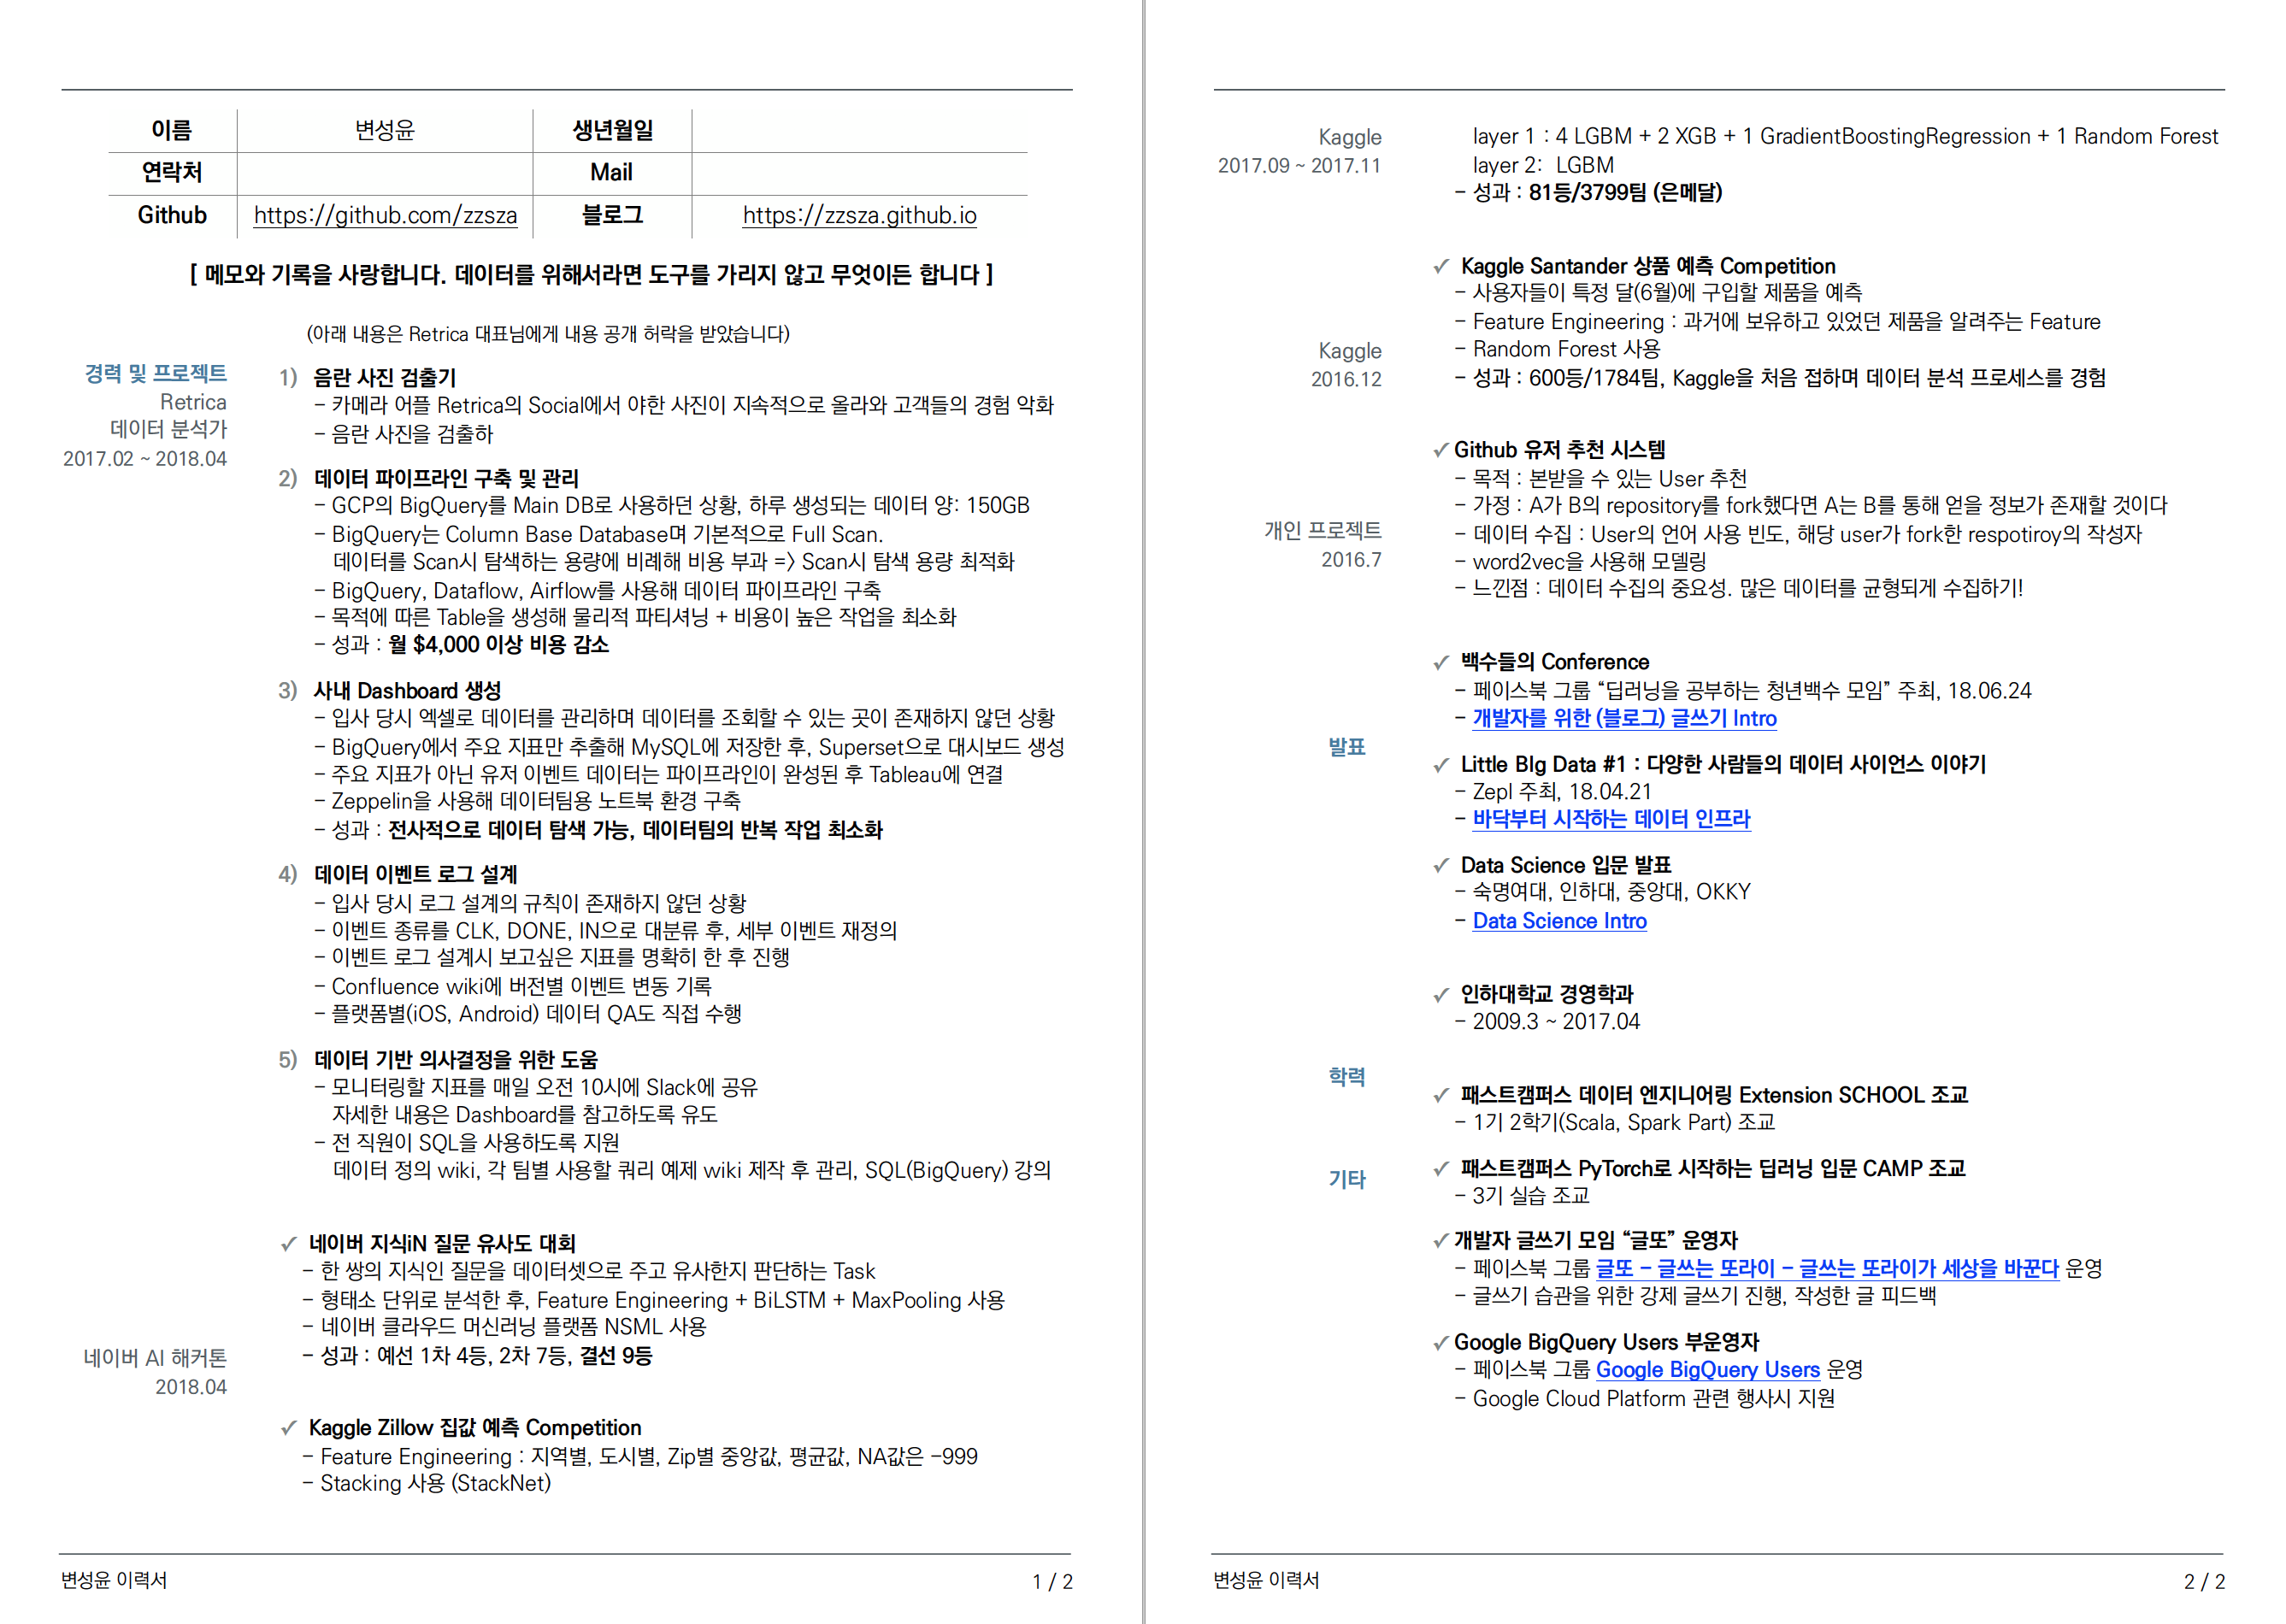 이름 변성윤 생년월일
연락처 Mail
Github https://github.com/zzsza 블로그 https://zzsza.github.io
[ 메모와 기록을 사랑합니다. 데이터를 위해서라면 도구를 가리지 않고 무엇이든 합니다 ]
(아래 내용은 Retrica 대표님에게 내용 공개 허락을 받았습니다)
경력 및 프로젝트
Retrica
데이터 분석가
2017.02 ~ 2018.04
1) 음란 사진 검출기
- 카메라 어플 Retrica의 Social에서 야한 사진이 지속적으로 올라와 고객들의 경험 악화
- 음란 사진을 검출하
2) 데이터 파이프라인 구축 및 관리
- GCP의 BigQuery를 Main DB로 사용하던 상황, 하루 생성되는 데이터 양: 150GB
- BigQuery는 Column Base Database며 기본적으로 Full Scan.
데이터를 Scan시 탐색하는 용량에 비례해 비용 부과 => Scan시 탐색 용량 최적화
- BigQuery, Dataflow, Airflow를 사용해 데이터 파이프라인 구축
- 목적에 따른 Table을 생성해 물리적 파티셔닝 + 비용이 높은 작업을 최소화
- 성과 : 월 $4,000 이상 비용 감소
3) 사내 Dashboard 생성
- 입사 당시 엑셀로 데이터를 관리하며 데이터를 조회할 수 있는 곳이 존재하지 않던 상황
- BigQuery에서 주요 지표만 추출해 MySQL에 저장한 후, Superset으로 대시보드 생성
- 주요 지표가 아닌 유저 이벤트 데이터는 파이프라인이 완성된 후 Tableau에 연결
- Zeppelin을 사용해 데이터팀용 노트북 환경 구축
- 성과 : 전사적으로 데이터 탐색 가능, 데이터팀의 반복 작업 최소화
4) 데이터 이벤트 로그 설계
- 입사 당시 로그 설계의 규칙이 존재하지 않던 상황
- 이벤트 종류를 CLK, DONE, IN으로 대분류 후, 세부 이벤트 재정의
- 이벤트 로그 설계시 보고싶은 지표를 명확히 한 후 진행
- Confluence wiki에 버전별 이벤트 변동 기록
- 플랫폼별(iOS, Android) 데이터 QA도 직접 수행
5) 데이터 기반 의사결정을 위한 도움
- 모니터링할 지표를 매일 오전 10시에 Slack에 공유
자세한 내용은 Dashboard를 참고하도록 유도
- 전 직원이 SQL을 사용하도록 지원
데이터 정의 wiki, 각 팀별 사용할 쿼리 예제 wiki 제작 후 관리, SQL(BigQuery) 강의
✓ 네이버 지식iN 질문 유사도 대회
- 한 쌍의 지식인 질문을 데이터셋으로 주고 유사한지 판단하는 Task
- 형태소 단위로 분석한 후, Feature Engineering + BiLSTM + MaxPooling 사용
- 네이버 클라우드 머신러닝 플랫폼 NSML 사용
- 성과 : 예선 1차 4등, 2차 7등, 결선 9등
네이버 AI 해커톤
2018.04
✓ Kaggle Zillow 집값 예측 Competition
- Feature Engineering : 지역별, 도시별, Zip별 중앙값, 평균값, NA값은 -999
- Stacking 사용 (StackNet)
변성윤 이력서 1 / 2
Kaggle
2017.09 ~ 2017.11
layer 1 : 4 LGBM + 2 XGB + 1 GradientBoostingRegression + 1 Random Forest
layer 2: LGBM
- 성과 : 81등/3799팀 (은메달)
✓ Kaggle Santander 상품 예측 Competition
- 사용자들이 특정 달(6월)에 구입할 제품을 예측
- Feature Engineering : 과거에 보유하고 있었던 제품을 알려주는 Feature
- Random Forest 사용
- 성과 : 600등/1784팀, Kaggle을 처음 접하며 데이터 분석 프로세스를 경험
Kaggle
2016.12
✓ Github 유저 추천 시스템
- 목적 : 본받을 수 있는 User 추천
- 가정 : A가 B의 repository를 fork했다면 A는 B를 통해 얻을 정보가 존재할 것이다
- 데이터 수집 : User의 언어 사용 빈도, 해당 user가 fork한 respotiroy의 작성자
- word2vec을 사용해 모델링
- 느낀점 : 데이터 수집의 중요성. 많은 데이터를 균형되게 수집하기!
개인 프로젝트
2016.7
✓ 백수들의 Conference
- 페이스북 그룹 “딥러닝을 공부하는 청년백수 모임” 주최, 18.06.24
- 개발자를 위한 (블로그) 글쓰기 Intro
발표
✓ Little BIg Data #1 : 다양한 사람들의 데이터 사이언스 이야기
- Zepl 주최, 18.04.21
- 바닥부터 시작하는 데이터 인프라
✓ Data Science 입문 발표
- 숙명여대, 인하대, 중앙대, OKKY
- Data Science Intro
✓ 인하대학교 경영학과
- 2009.3 ~ 2017.04
학력
✓ 패스트캠퍼스 데이터 엔지니어링 Extension SCHOOL 조교
- 1기 2학기(Scala, Spark Part) 조교
기타
✓ 패스트캠퍼스 PyTorch로 시작하는 딥러닝 입문 CAMP 조교
- 3기 실습 조교
✓ 개발자 글쓰기 모임 “글또” 운영자
- 페이스북 그룹 글또 - 글쓰는 또라이 - 글쓰는 또라이가 세상을 바꾼다 운영
- 글쓰기 습관을 위한 강제 글쓰기 진행, 작성한 글 피드백
✓ Google BigQuery Users 부운영자
- 페이스북 그룹 Google BigQuery Users 운영
- Google Cloud Platform 관련 행사시 지원
변성윤 이력서 2 / 2